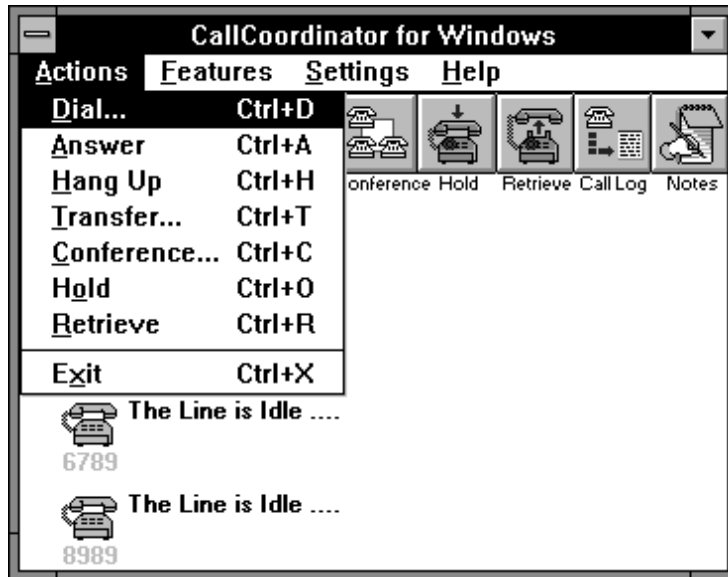 CallCoordinator for Windows
Actions Features Settings Help
Dial... Ctrl+D
Answer Ctrl+A
Hang Up Ctrl+H
Transfer... Ctrl+T
Conference... Ctrl+C
Hold Ctrl+O
Retrieve Ctrl+R
Exit Ctrl+X
onference Hold Retrieve Call Log Notes
The Line is Idle ....
6789
The Line is Idle ....
8989